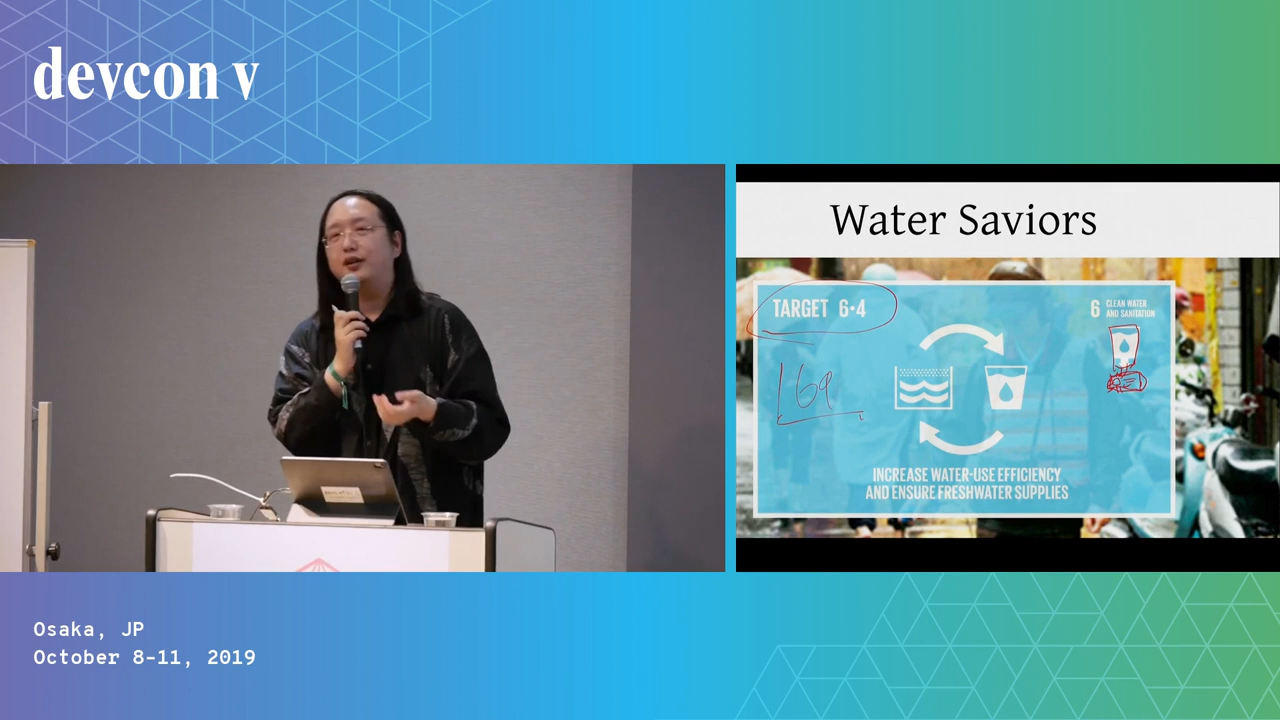 devcon v
Water Saviors
TARGET 6·4
6 CLEAN WATER
AND SANITATION
169
INCREASE WATER-USE EFFICIENCY
AND ENSURE FRESHWATER SUPPLIES
Osaka, JP
October 8-11, 2019